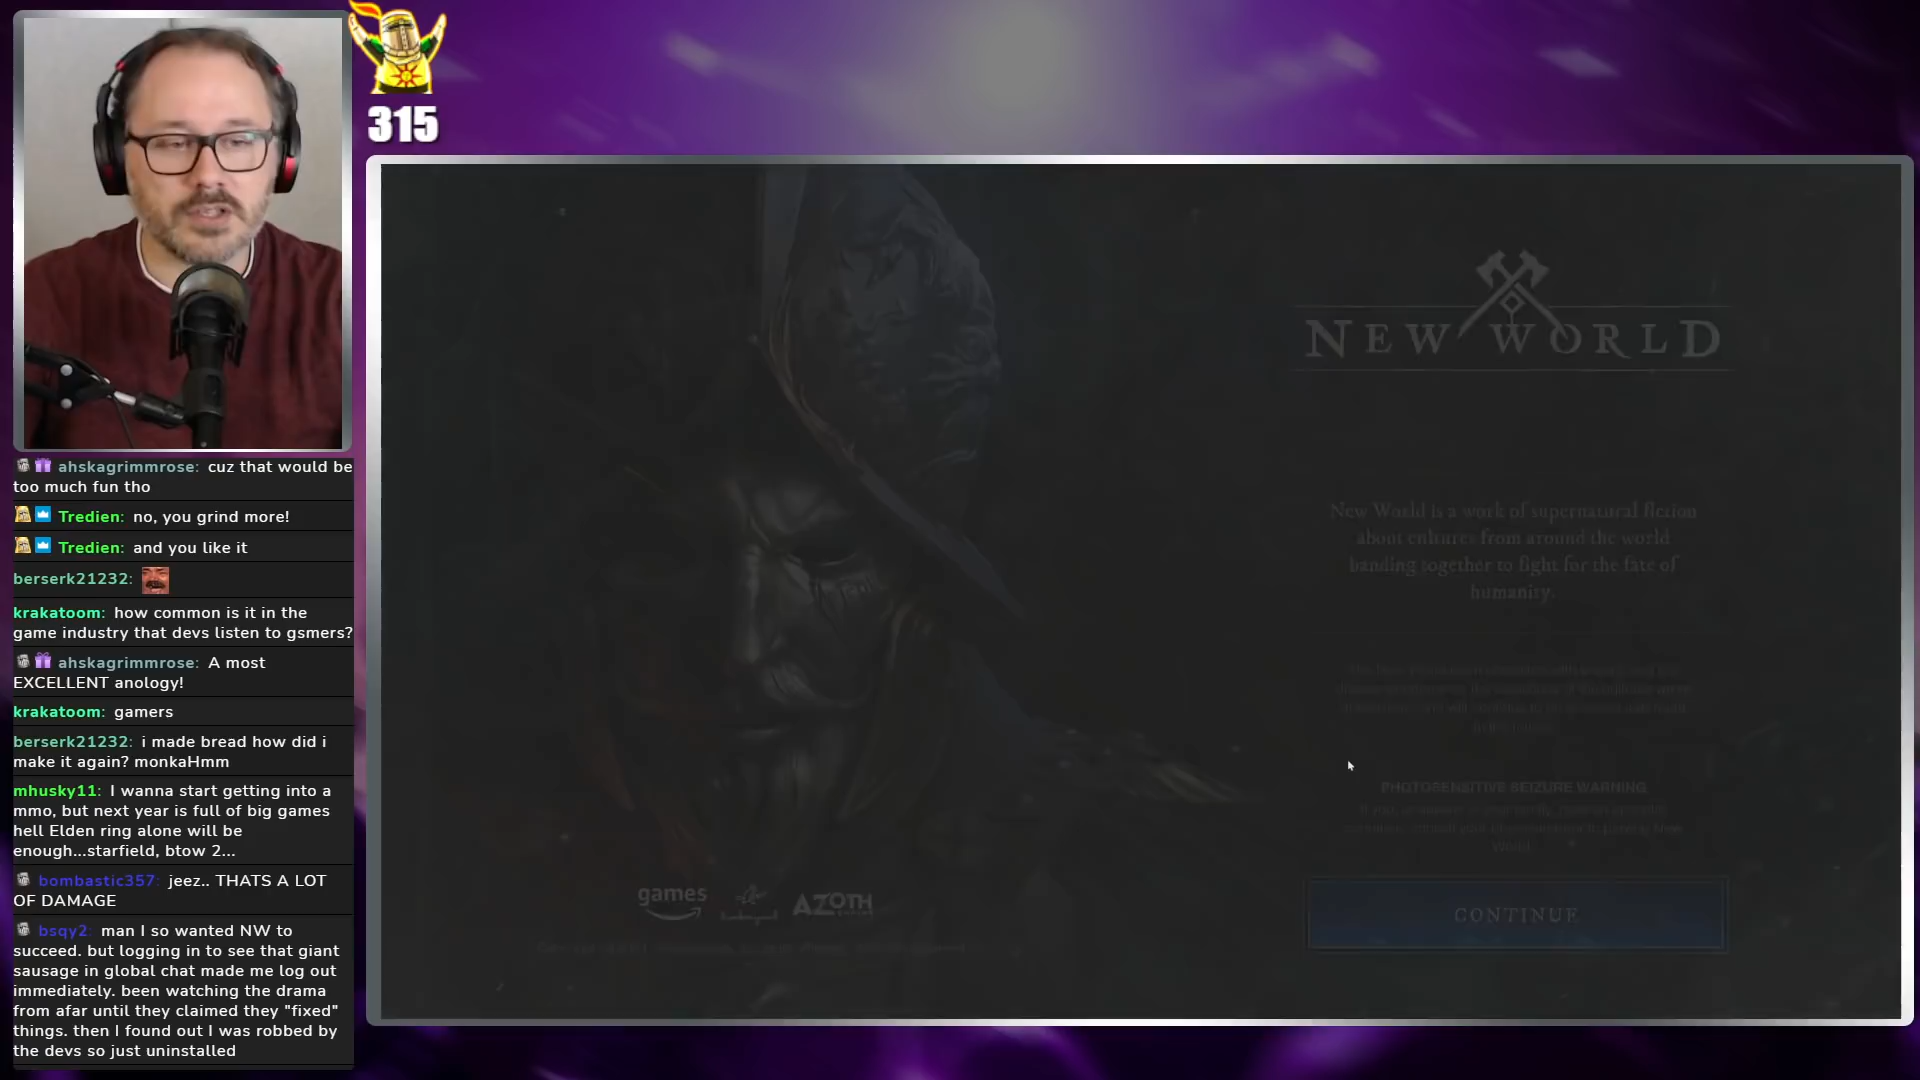 315
ahskagrimmrose: cuz that would be
too much fun tho
Tredien: no, you grind more!
Tredien: and you like it
berserk21232:
krakatoom: how common is it in the
game industry that devs listen to gsmers?
ahskagrimmrose: A most
EXCELLENT anology!
krakatoom: gamers
berserk21232: i made bread how did i
make it again? monkaHmm
mhusky11: I wanna start getting into a
mmo, but next year is full of big games
hell Elden ring alone will be
enough...starfield, btow 2...
bombastic357: jeez.. THATS A LOT
OF DAMAGE
bsqy2: man I so wanted NW to
succeed. but logging in to see that giant
sausage in global chat made me log out
immediately. been watching the drama
from afar until they claimed they "fixed"
things. then I found out I was robbed by
the devs so just uninstalled
NEW WORLD
New World is a work of supernatural fiction
about cultures from around the world
banding together to fight for the fate of
humanity.
PHOTOSENSITIVE SEIZURE WARNING
World
CONTINUE
games
AZOTH